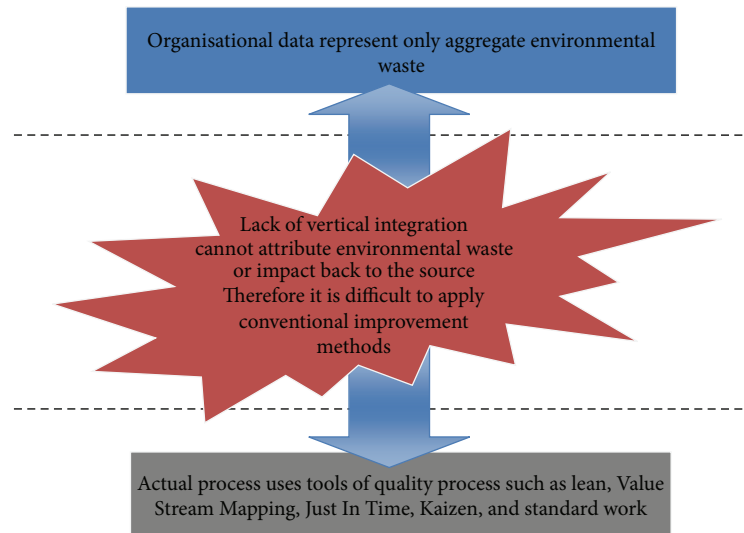 Organisational data represent only aggregate environmental
waste
Lack of vertical integration
cannot attribute environmental waste
or impact back to the source
Therefore it is difficult to apply
conventional improvement
methods
Actual process uses tools of quality process such as lean, Value
Stream Mapping, Just In Time, Kaizen, and standard work